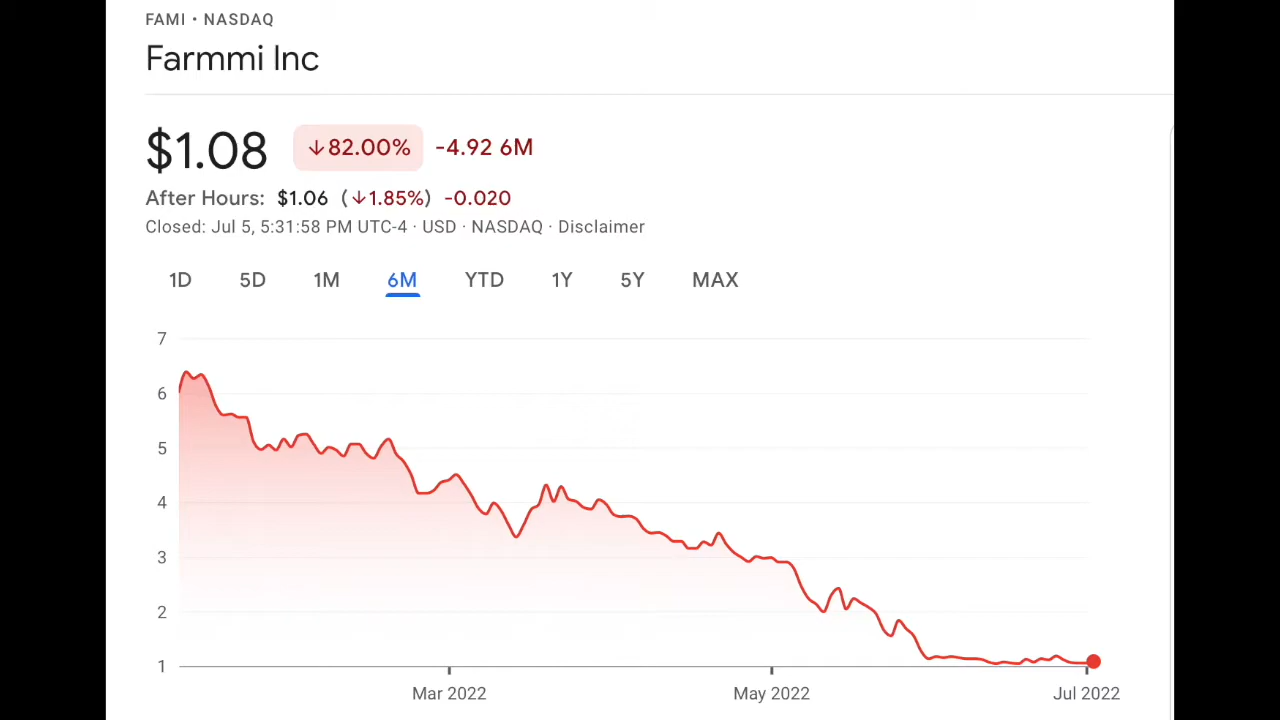 FAMI • NASDAQ
Farmmi Inc
$1.08 ↓82.00% -4.92 6M
After Hours: $1.06 (↓1.85%) -0.020
Closed: Jul 5, 5:31:58 PM UTC-4 · USD · NASDAQ · Disclaimer
1D 5D 1M 6M YTD 1Y 5Y MAX
7
6
5
4
3
2
1
Mar 2022 May 2022 Jul 2022